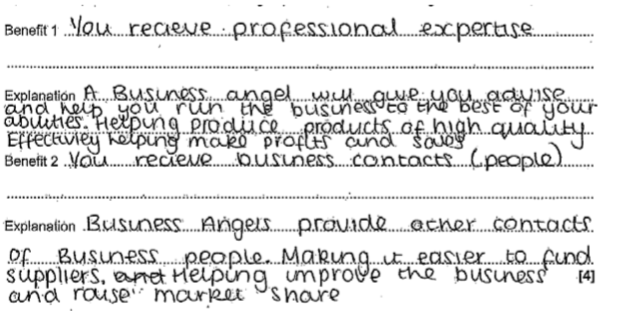 Benefit 1 You recieve professional expertise
Explanation A Business angel will give you advise
and help you run the business to the best of your
abilities. Helping produce products of high quality
Effectivley helping make profits and sales
Benefit 2 You recieve business contacts (people)
Explanation Business Angels provide other contacts
of Business people. Making it easier to fund
suppliers, and Helping improve the business [4]
and raise market share